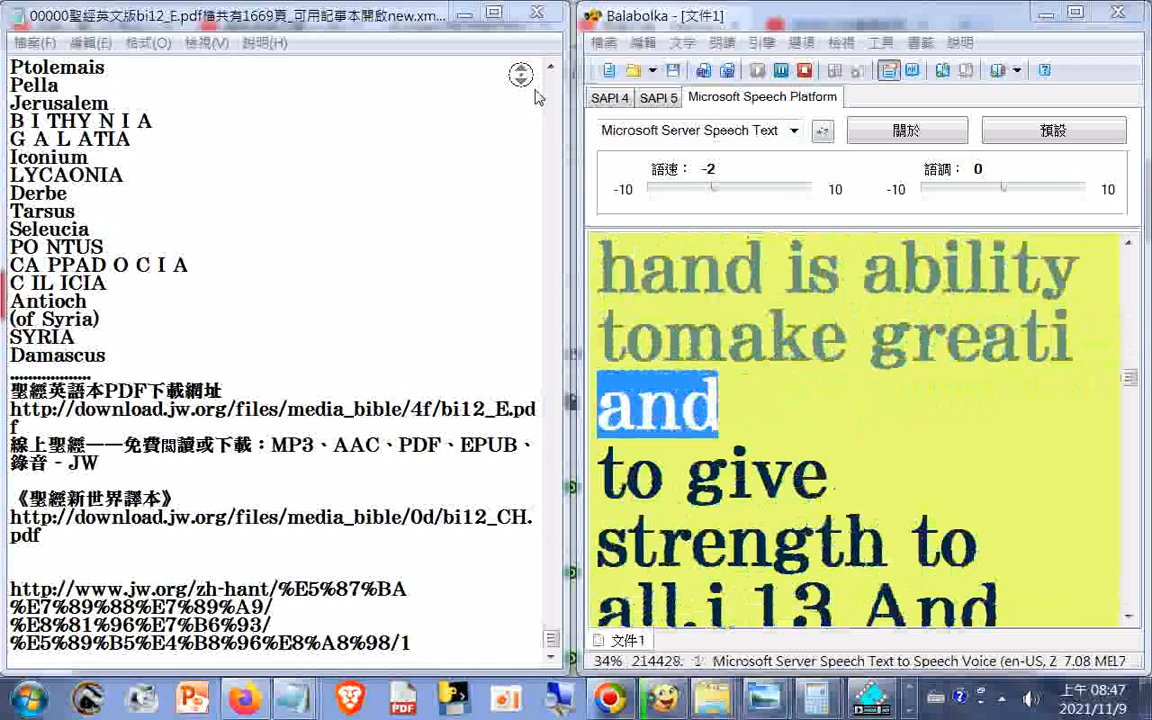 00000聖經英文版bi12_E.pdf檔共有1669頁_可用記事本開啟new.xm...
檔案(F) 編輯(E) 格式(O) 檢視(V) 說明(H)
Ptolemais
Pella
Jerusalem
B I THY N I A
G A L ATIA
Iconium
LYCAONIA
Derbe
Tarsus
Seleucia
PO NTUS
CA PPAD O C I A
C IL ICIA
Antioch
(of Syria)
SYRIA
Damascus
..................
聖經英語本PDF下載網址
http://download.jw.org/files/media_bible/4f/bi12_E.pd
f
線上聖經——免費閱讀或下載：MP3、AAC、PDF、EPUB、
錄音 - JW
《聖經新世界譯本》
http://download.jw.org/files/media_bible/0d/bi12_CH.
pdf
http://www.jw.org/zh-hant/%E5%87%BA
%E7%89%88%E7%89%A9/
%E8%81%96%E7%B6%93/
%E5%89%B5%E4%B8%96%E8%A8%98/1
Balabolka - [文件1]
檔案 編輯 文字 朗讀 引擎 選項 檢視 工具 書籤 說明
SAPI 4 SAPI 5 Microsoft Speech Platform
Microsoft Server Speech Text 關於 預設
語速： -2 語調： 0
-10 10 -10 10
hand is ability
tomake greati
and
to give
strength to
all.j 13 And
文件1
34% 214428: 1 Microsoft Server Speech Text to Speech Voice (en-US, Z 7.08 MEL7
PDF
上午 08:47
2021/11/9